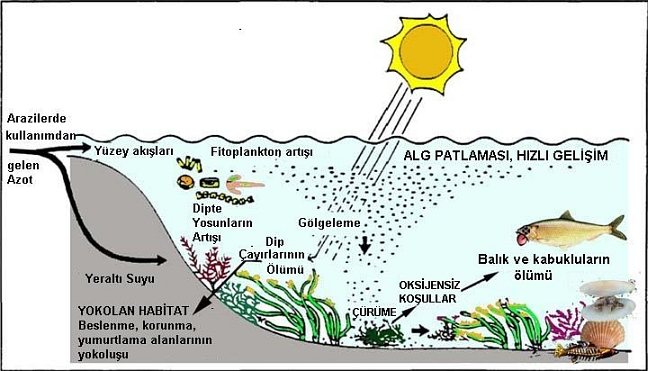 Arazilerde
kullanımdan
gelen
Azot
Yüzey akışları
Fitoplankton artışı
ALG PATLAMASI, HIZLI GELİŞİM
Dipte
Yosunların
Artışı
Gölgeleme
Dip
Çayırlarının
Ölümü
Yeraltı Suyu
YOKOLAN HABİTAT
Beslenme, korunma,
yumurtlama alanlarının
yokoluşu
ÇÜRÜME
OKSİJENSİZ
KOŞULLAR
Balık ve kabukluların
ölümü